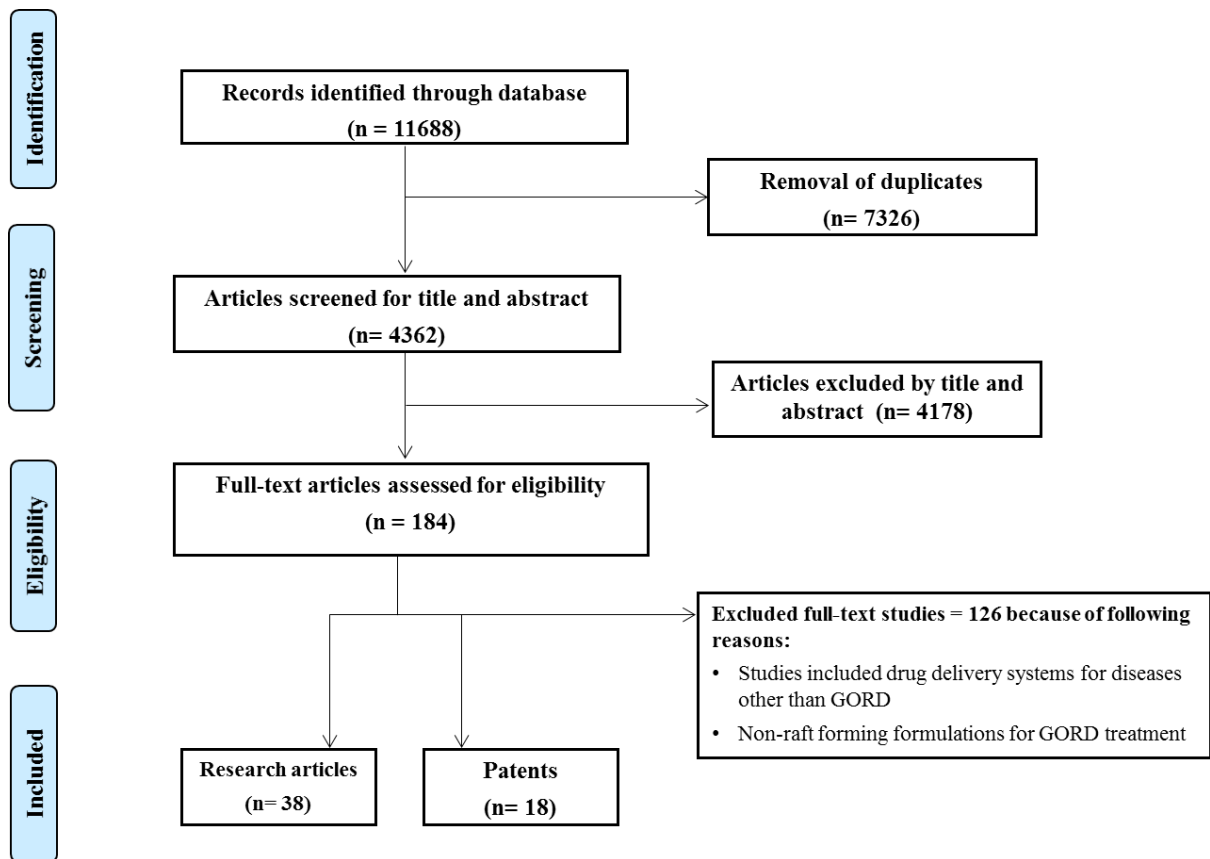 Identification
Records identified through database
(n = 11688)
Removal of duplicates
(n= 7326)
Screening
Articles screened for title and abstract
(n= 4362)
Articles excluded by title and
abstract (n= 4178)
Eligibility
Full-text articles assessed for eligibility
(n = 184)
Excluded full-text studies = 126 because of following
reasons:
• Studies included drug delivery systems for diseases
other than GORD
• Non-raft forming formulations for GORD treatment
Included
Research articles
(n= 38)
Patents
(n= 18)